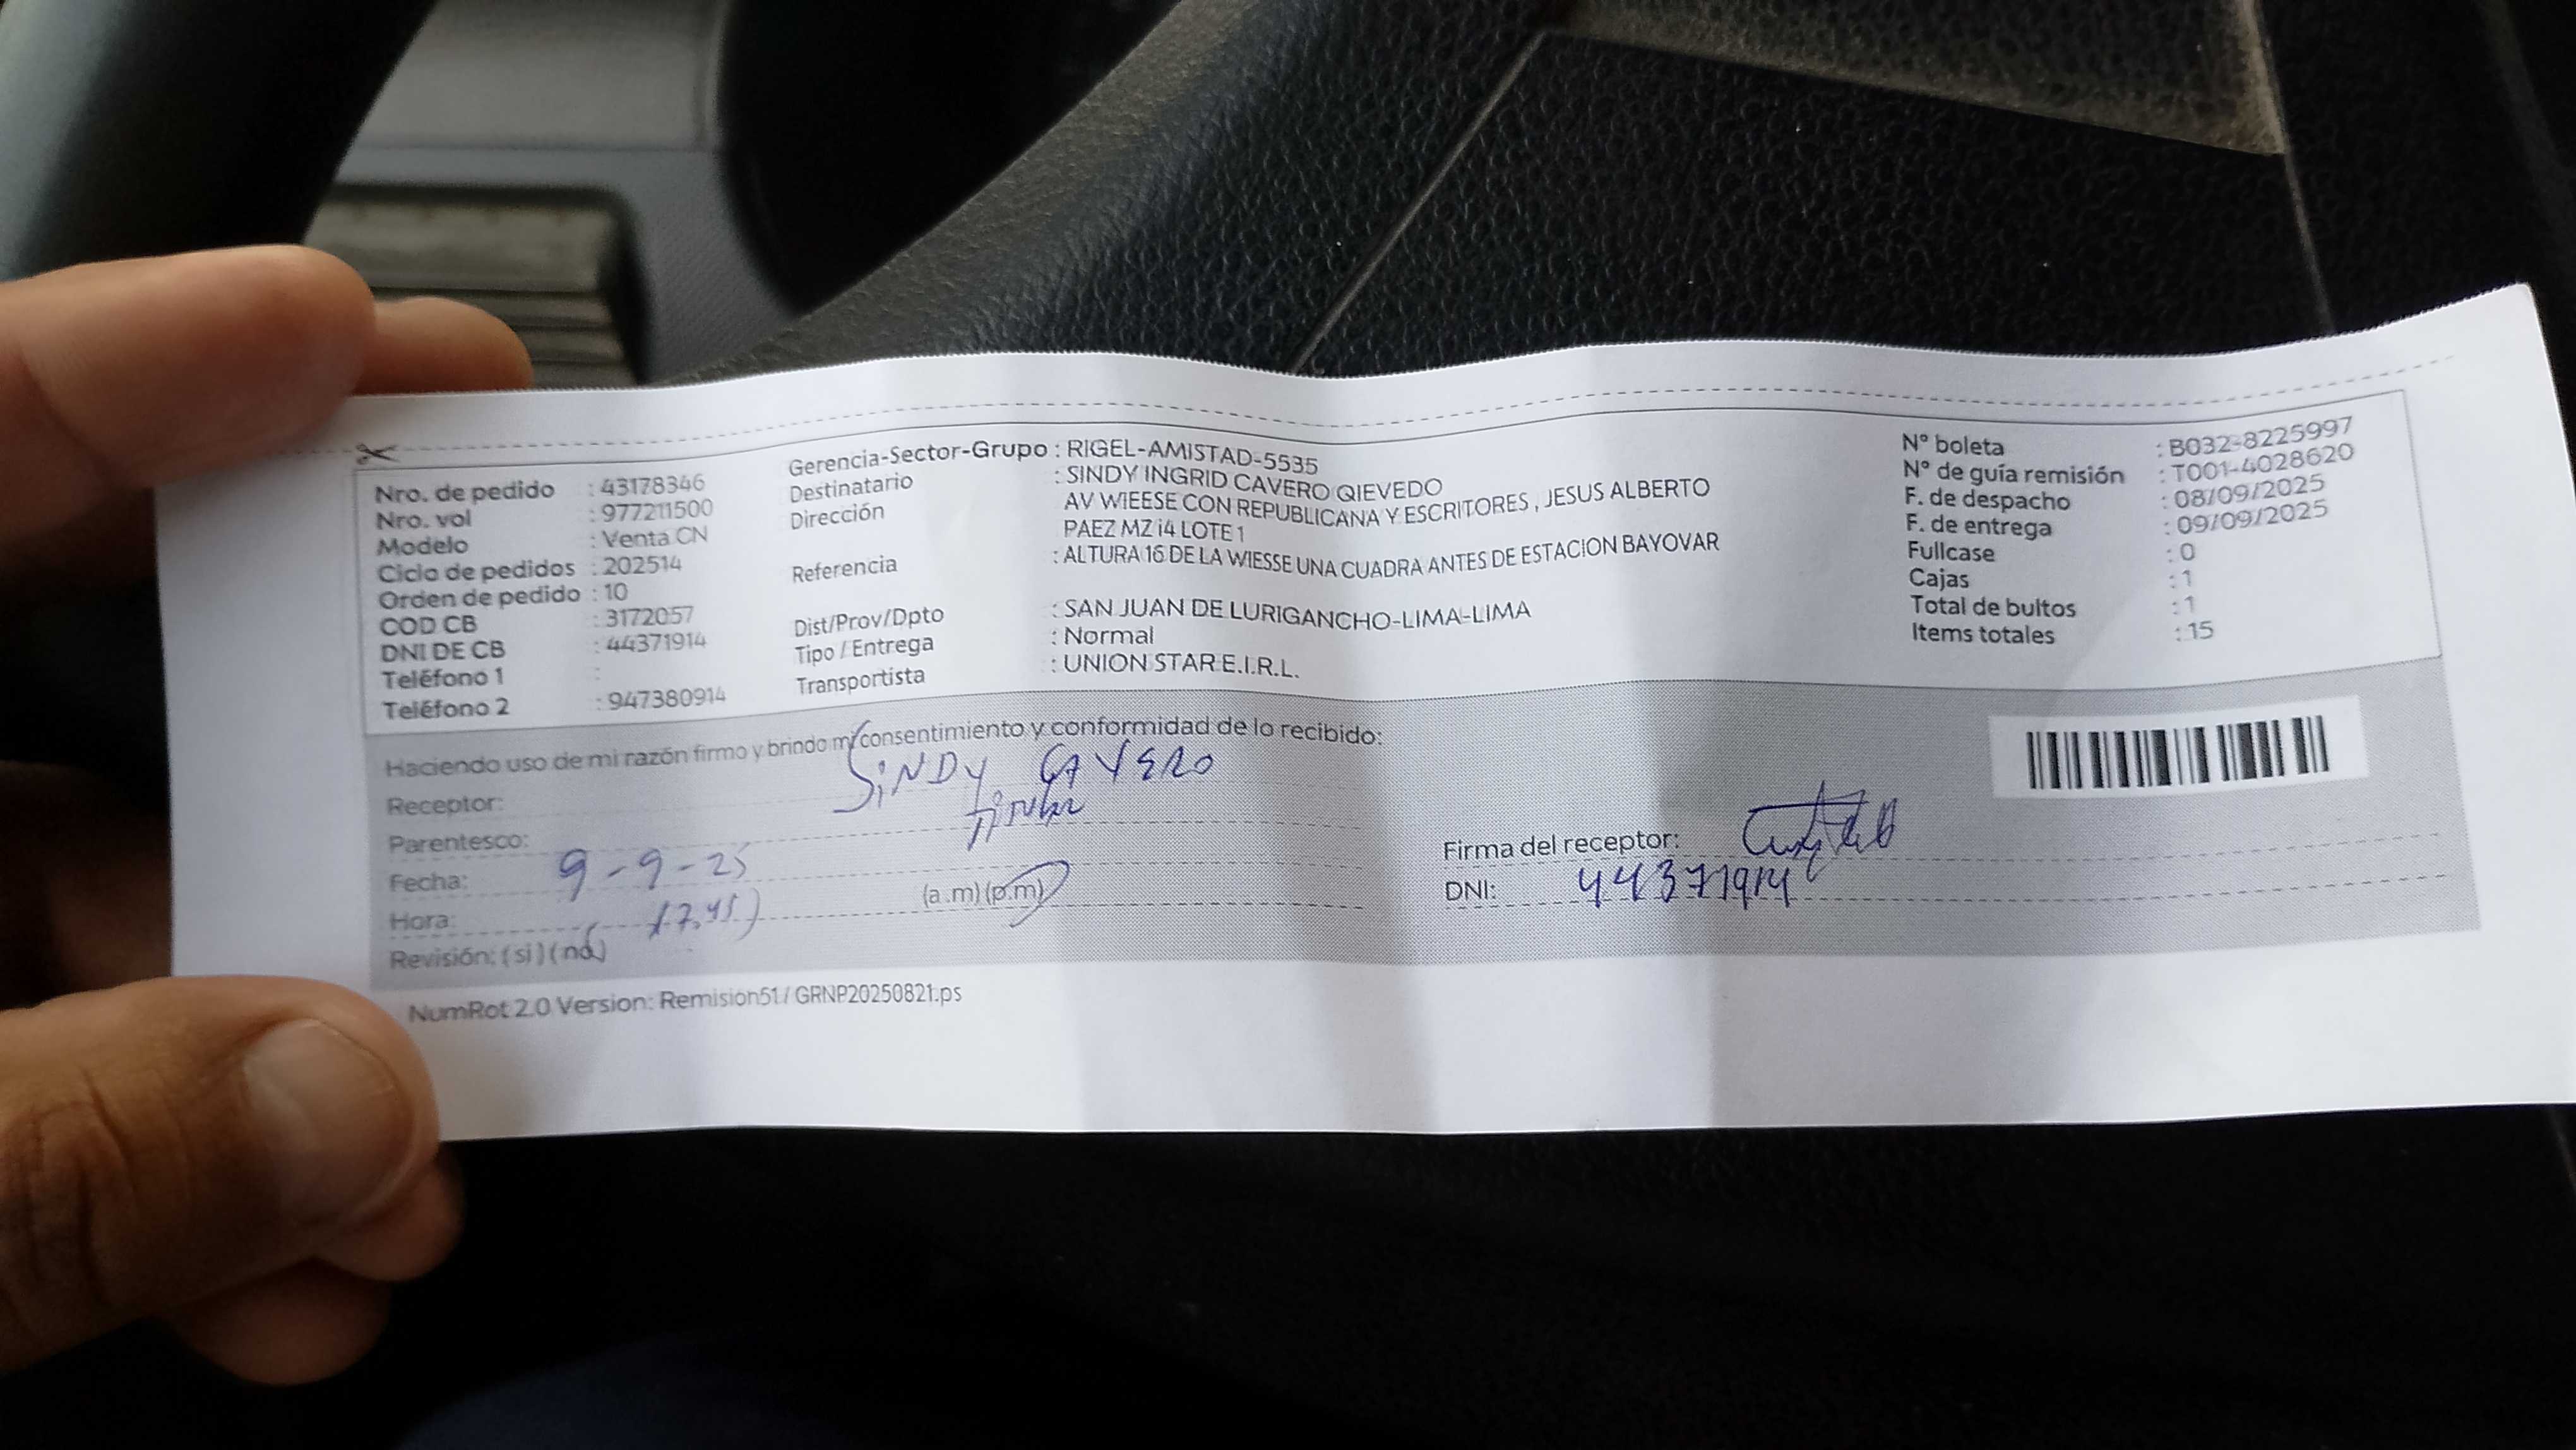 Nro. de pedido : 43178346
Nro. vol : 977211500
Modelo : Venta CN
Ciclo de pedidos : 202514
Orden de pedido : 10
COD CB : 3172057
DNI DE CB : 44371914
Teléfono 1 :
Teléfono 2 : 947380914
Gerencia-Sector-Grupo : RIGEL-AMISTAD-5535
Destinatario : SINDY INGRID CAVERO QIEVEDO
Dirección AV WIEESE CON REPUBLICANA Y ESCRITORES , JESUS ALBERTO
PAEZ MZ i4 LOTE 1
Referencia : ALTURA 16 DE LA WIESSE UNA CUADRA ANTES DE ESTACION BAYOVAR
Dist/Prov/Dpto : SAN JUAN DE LURIGANCHO-LIMA-LIMA
Tipo / Entrega : Normal
Transportista : UNION STAR E.I.R.L.
N° boleta : B032-8225997
N° de guía remisión : T001-4028620
F. de despacho : 08/09/2025
F. de entrega : 09/09/2025
Fullcase : 0
Cajas : 1
Total de bultos : 1
Items totales : 15
Haciendo uso de mi razón firmo y brindo mi consentimiento y conformidad de lo recibido:
Receptor: SINDY CAVERO
Parentesco: Titular
Fecha: 9-9-25
Hora: (a.m) (p.m)
Revisión: (si) (no)
Firma del receptor:
DNI: 44371914
NumRot 2.0 Version: Remision51 / GRNP20250821.ps